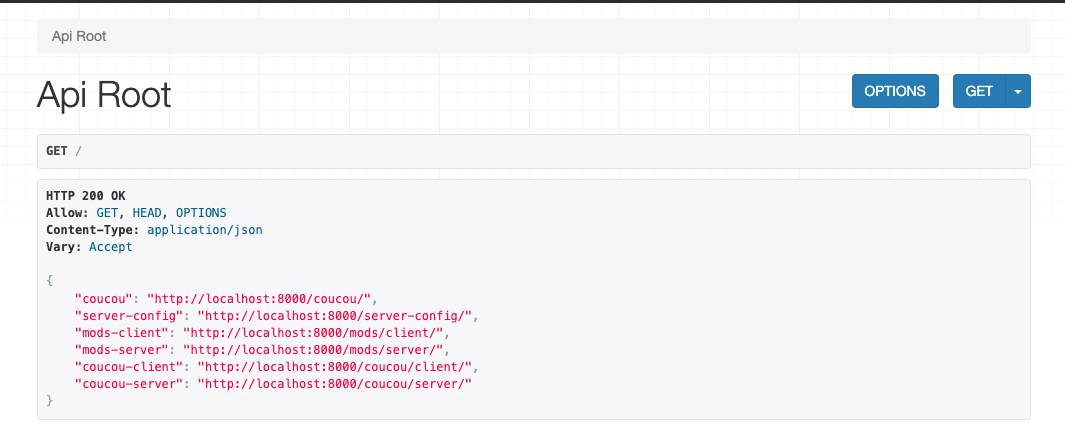 Api Root
Api Root
OPTIONS
GET
GET /
HTTP 200 OK
Allow: GET, HEAD, OPTIONS
Content-Type: application/json
Vary: Accept
{
    "coucou": "http://localhost:8000/coucou/",
    "server-config": "http://localhost:8000/server-config/",
    "mods-client": "http://localhost:8000/mods/client/",
    "mods-server": "http://localhost:8000/mods/server/",
    "coucou-client": "http://localhost:8000/coucou/client/",
    "coucou-server": "http://localhost:8000/coucou/server/"
}